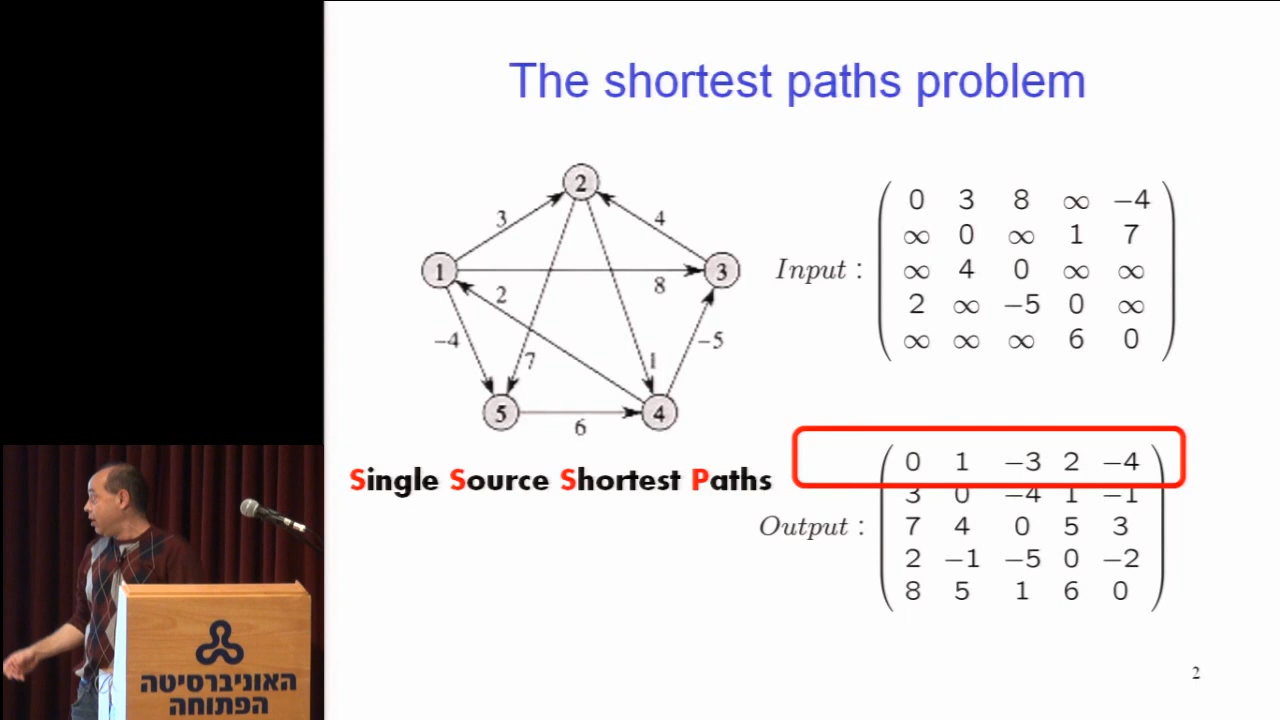 The shortest paths problem
2
3
4
1
3
8
2
-4
7
1
-5
5
4
6
Input :
0 3 8 ∞ −4
∞ 0 ∞ 1 7
∞ 4 0 ∞ ∞
2 ∞ −5 0 ∞
∞ ∞ ∞ 6 0
Single Source Shortest Paths
Output :
0 1 −3 2 −4
3 0 −4 1 −1
7 4 0 5 3
2 −1 −5 0 −2
8 5 1 6 0
האוניברסיטה
הפתוחה
2